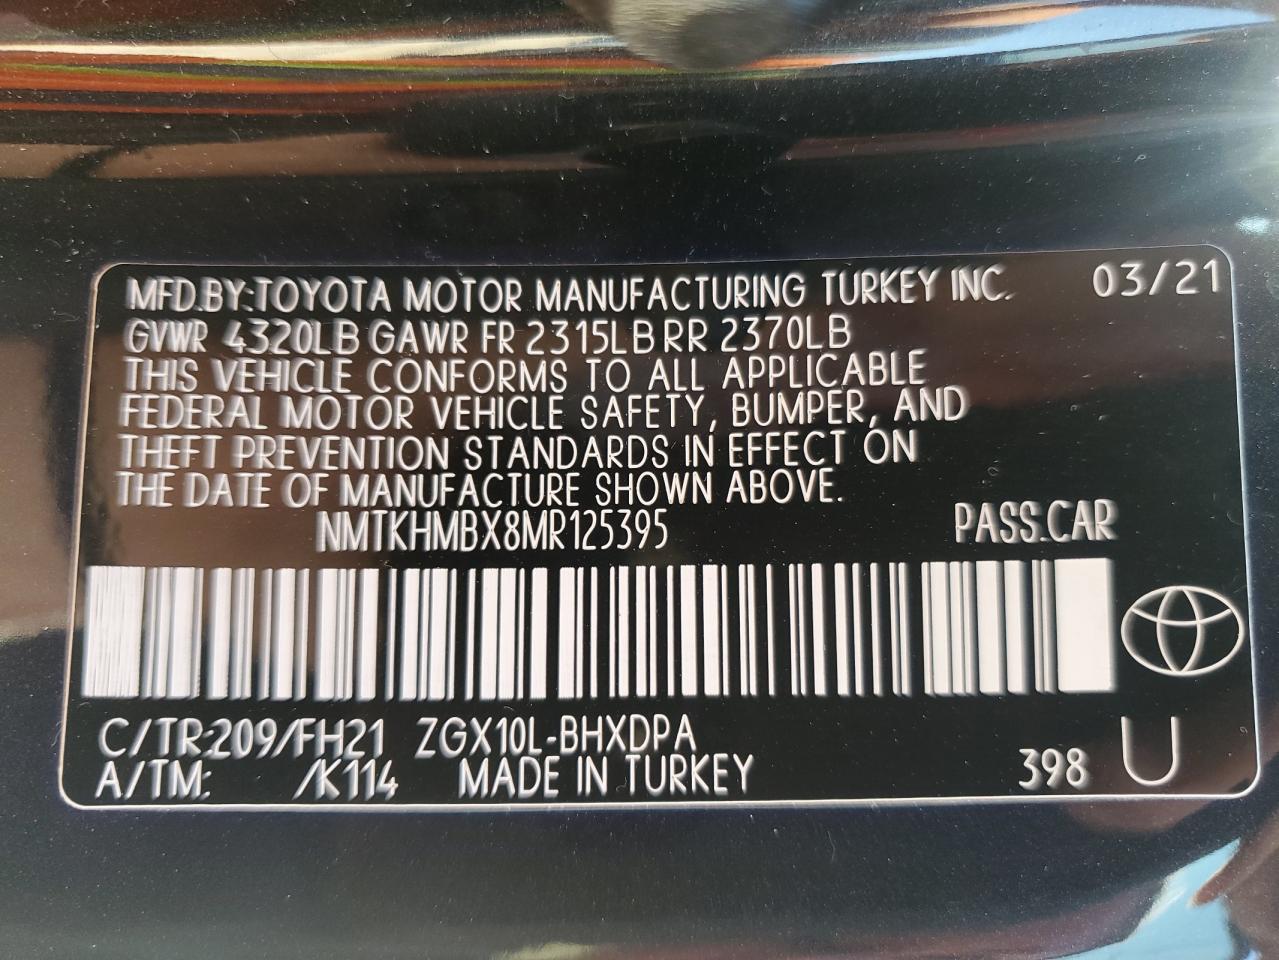 MFD.BY:TOYOTA MOTOR MANUFACTURING TURKEY INC. 03/21
GVWR 4320LB GAWR FR 2315LB RR 2370LB
THIS VEHICLE CONFORMS TO ALL APPLICABLE
FEDERAL MOTOR VEHICLE SAFETY, BUMPER, AND
THEFT PREVENTION STANDARDS IN EFFECT ON
THE DATE OF MANUFACTURE SHOWN ABOVE.
NMTKHMBX8MR125395 PASS.CAR
C/TR:209/FH21 ZGX10L-BHXDPA
A/TM: /K114 MADE IN TURKEY 398 U